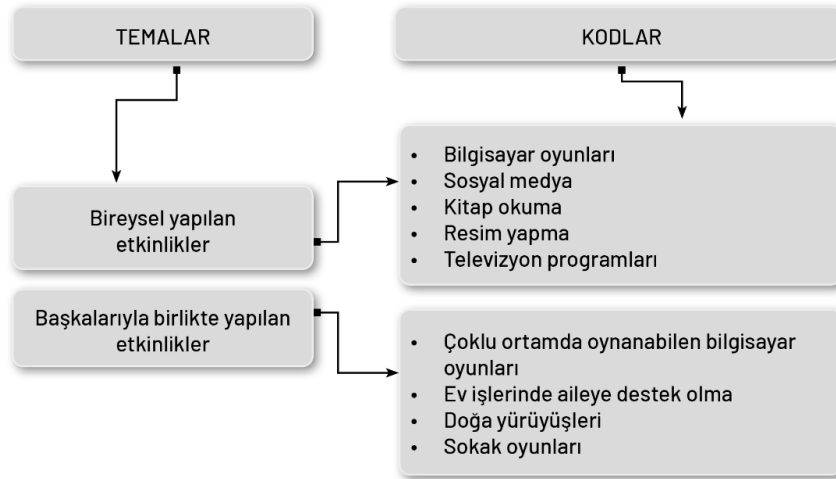 TEMALAR
KODLAR
Bireysel yapılan
etkinlikler
• Bilgisayar oyunları
• Sosyal medya
• Kitap okuma
• Resim yapma
• Televizyon programları
Başkalarıyla birlikte yapılan
etkinlikler
• Çoklu ortamda oynanabilen bilgisayar
oyunları
• Ev işlerinde aileye destek olma
• Doğa yürüyüşleri
• Sokak oyunları